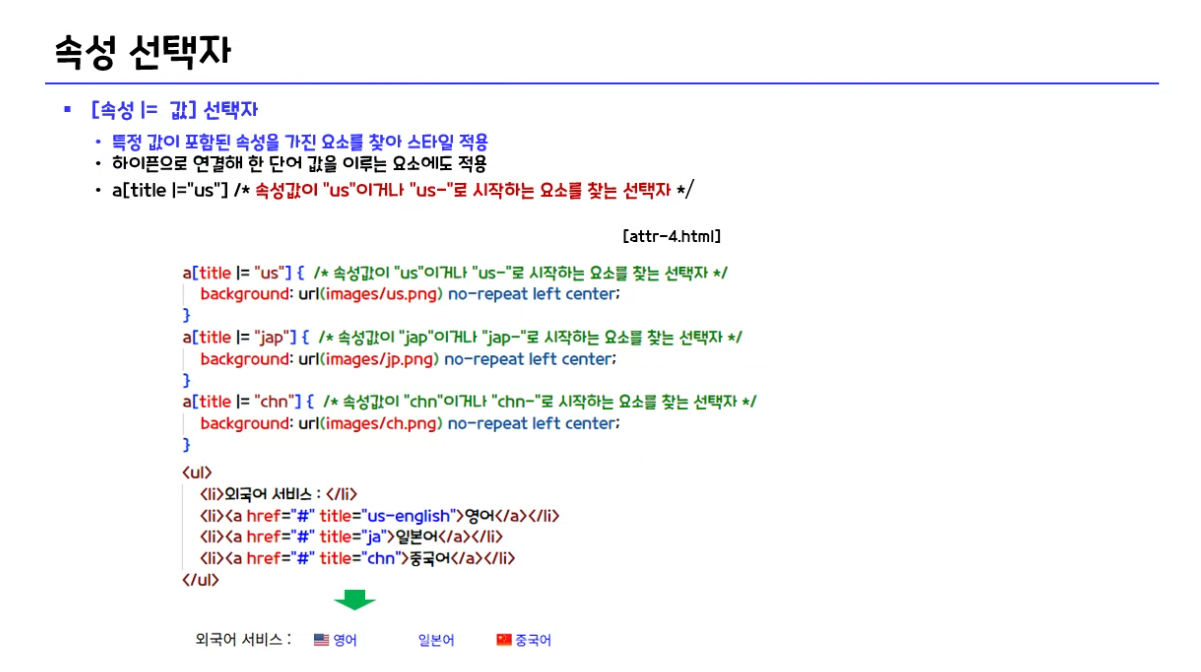 속성 선택자
▪ [속성 |= 값] 선택자
• 특정 값이 포함된 속성을 가진 요소를 찾아 스타일 적용
• 하이픈으로 연결해 한 단어 값을 이루는 요소에도 적용
• a[title |="us"] /* 속성값이 "us"이거나 "us-"로 시작하는 요소를 찾는 선택자 */
[attr-4.html]
a[title |= "us"] { /* 속성값이 "us"이거나 "us-"로 시작하는 요소를 찾는 선택자 */
background: url(images/us.png) no-repeat left center;
}
a[title |= "jap"] { /* 속성값이 "jap"이거나 "jap-"로 시작하는 요소를 찾는 선택자 */
background: url(images/jp.png) no-repeat left center;
}
a[title |= "chn"] { /* 속성값이 "chn"이거나 "chn-"로 시작하는 요소를 찾는 선택자 */
background: url(images/ch.png) no-repeat left center;
}
<ul>
<li>외국어 서비스 : </li>
<li><a href="#" title="us-english">영어</a></li>
<li><a href="#" title="ja">일본어</a></li>
<li><a href="#" title="chn">중국어</a></li>
</ul>
외국어 서비스 : 영어 일본어 중국어